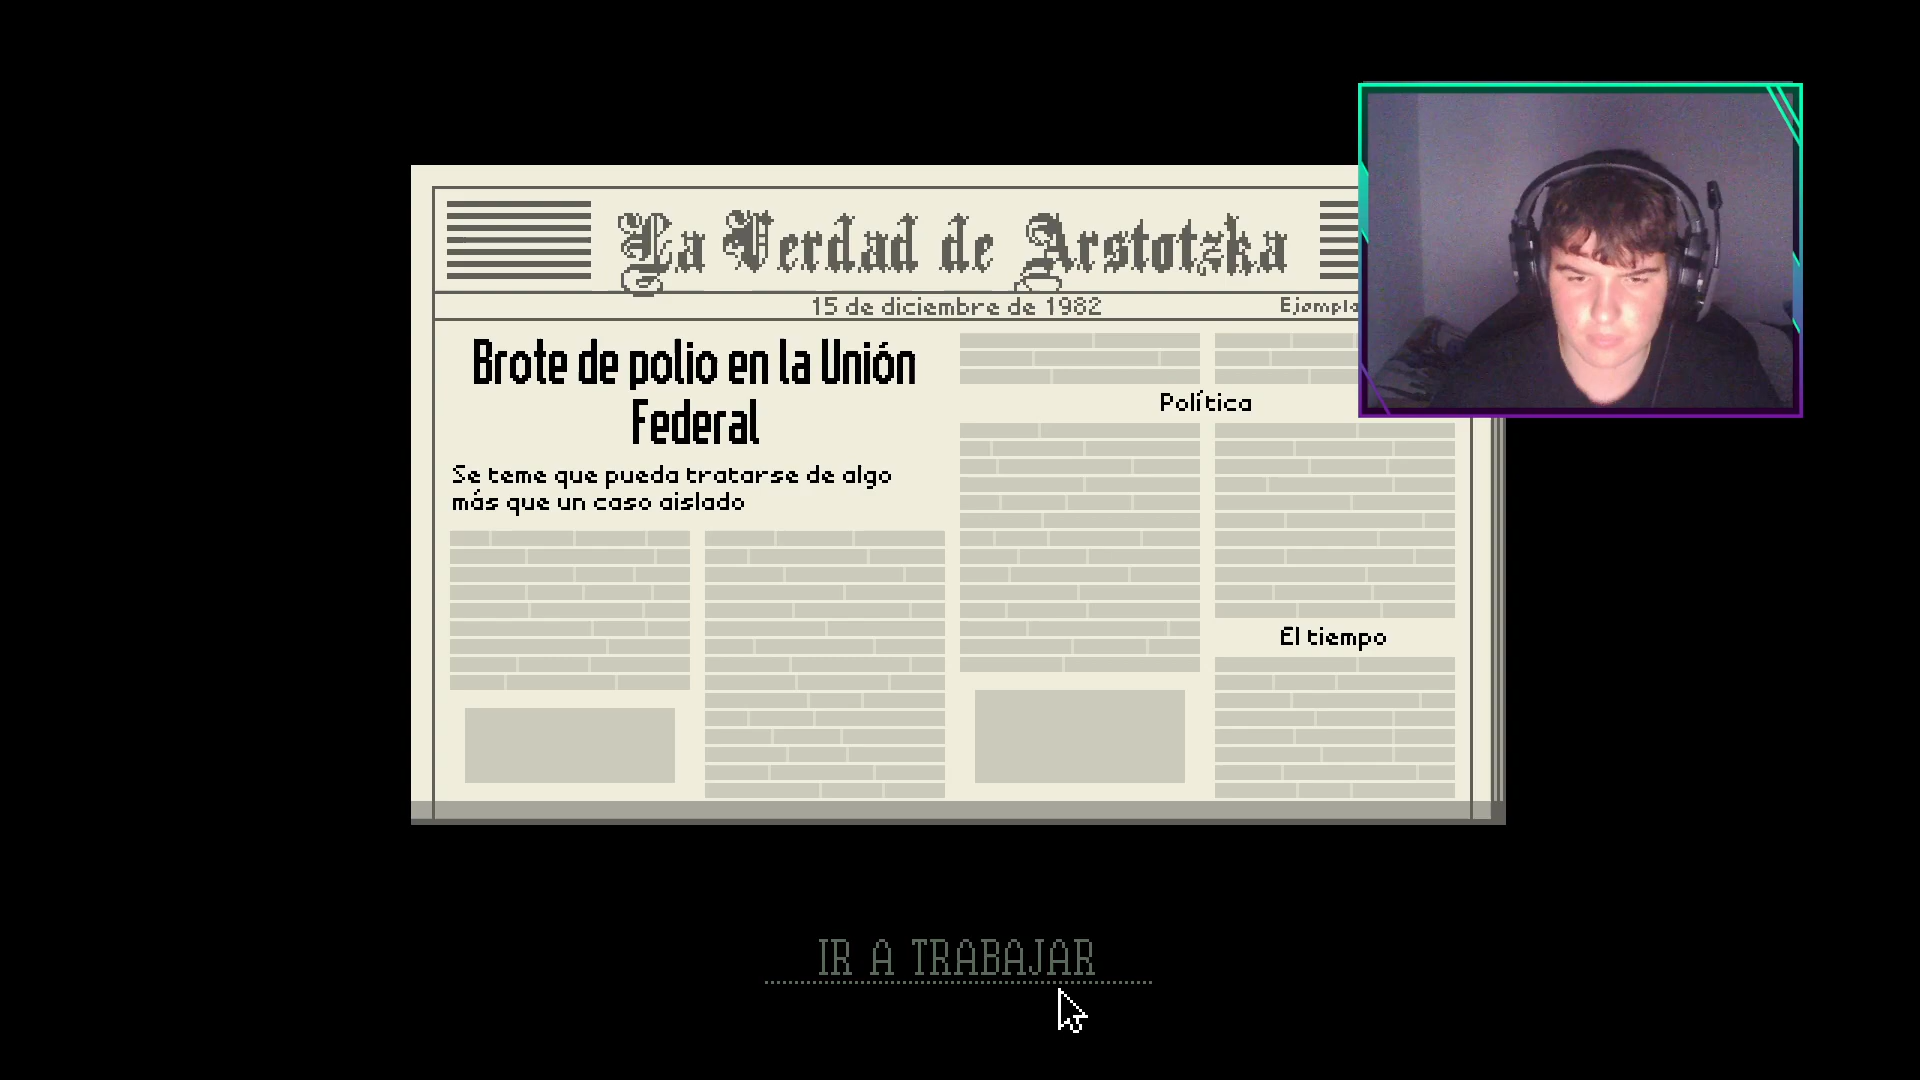 La Verdad de Arstotzka
15 de diciembre de 1982
Brote de polio en la Unión
Federal
Se teme que pueda tratarse de algo
más que un caso aislado
Política
El tiempo
IR A TRABAJAR